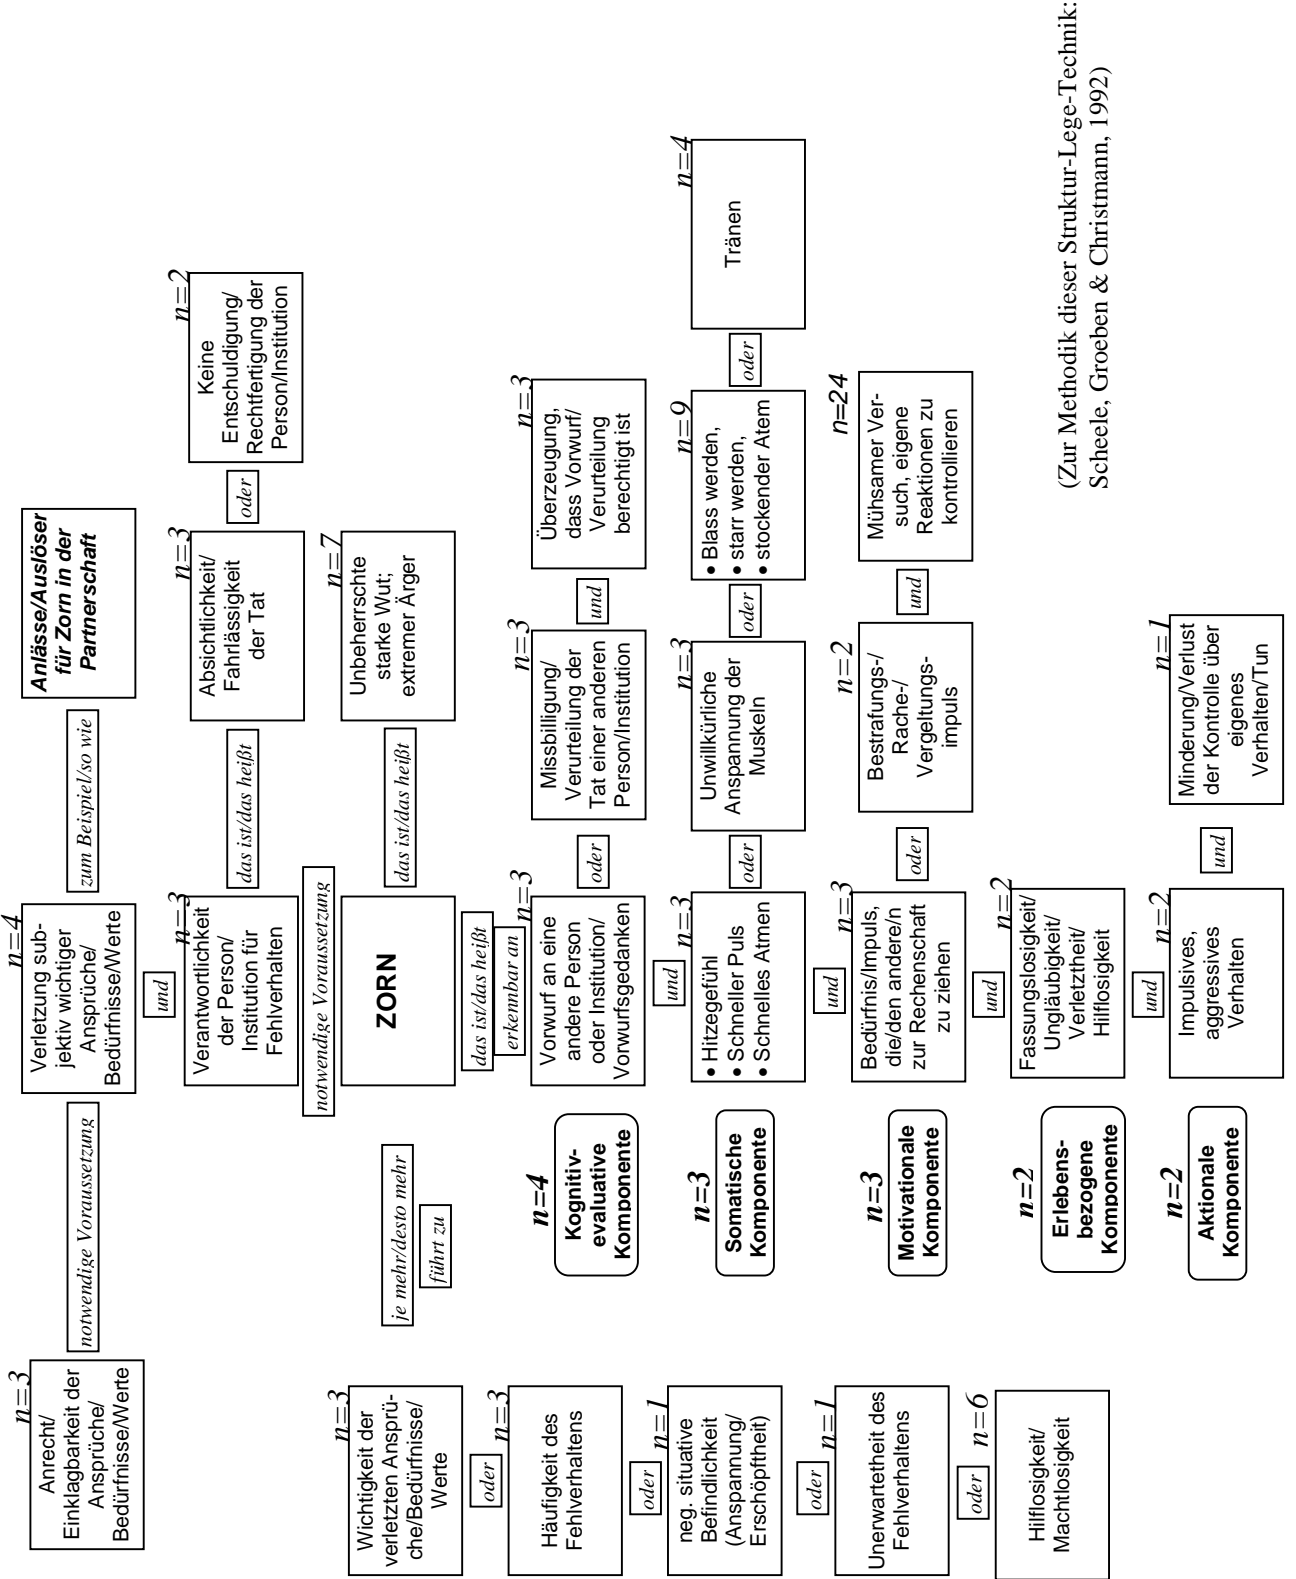 n=3
Anrecht/
Einklagbarkeit der
Ansprüche/
Bedürfnisse/Werte
notwendige Voraussetzung
n=4
Verletzung sub-
jektiv wichtiger
Ansprüche/
Bedürfnisse/Werte
zum Beispiel/so wie
Anlässe/Auslöser
für Zorn in der
Partnerschaft
und
n=3
Verantwortlichkeit
der Person/
Institution für
Fehlverhalten
das ist/das heißt
n=3
Absichtlichkeit/
Fahrlässigkeit
der Tat
oder
n=2
Keine
Entschuldigung/
Rechtfertigung der
Person/Institution
notwendige Voraussetzung
n=3
Wichtigkeit der
verletzten Ansprü-
che/Bedürfnisse/
Werte
je mehr/desto mehr
führt zu
ZORN
das ist/das heißt
n=7
Unbeherrschte
starke Wut;
extremer Ärger
oder
das ist/das heißt
erkennbar an
n=3
Häufigkeit des
Fehlverhaltens
n=4
Kognitiv-
evaluative
Komponente
n=3
Vorwurf an eine
andere Person
oder Institution/
Vorwurfsgedanken
oder
n=3
Missbilligung/
Verurteilung der
Tat einer anderen
Person/Institution
und
n=3
Überzeugung,
dass Vorwurf/
Verurteilung
berechtigt ist
oder
und
n=1
neg. situative
Befindlichkeit
(Anspannung/
Erschöpftheit)
n=3
Somatische
Komponente
n=3
• Hitzegefühl
• Schneller Puls
• Schnelles Atmen
oder
n=3
Unwillkürliche
Anspannung der
Muskeln
oder
n=9
• Blass werden,
• starr werden,
• stockender Atem
oder
n=4
Tränen
oder
und
n=1
Unerwartetheit des
Fehlverhaltens
n=3
Motivationale
Komponente
n=3
Bedürfnis/Impuls,
die/den andere/n
zur Rechenschaft
zu ziehen
oder
n=2
Bestrafungs-/
Rache-/
Vergeltungs-
impuls
und
n=24
Mühsamer Ver-
such, eigene
Reaktionen zu
kontrollieren
oder
und
n=6
Hilflosigkeit/
Machtlosigkeit
n=2
Erlebens-
bezogene
Komponente
n=2
Fassungslosigkeit/
Ungläubigkeit/
Verletztheit/
Hilflosigkeit
und
n=2
Aktionale
Komponente
n=2
Impulsives,
aggressives
Verhalten
und
n=1
Minderung/Verlust
der Kontrolle über
eigenes
Verhalten/Tun
(Zur Methodik dieser Struktur-Lege-Technik:
Scheele, Groeben & Christmann, 1992)